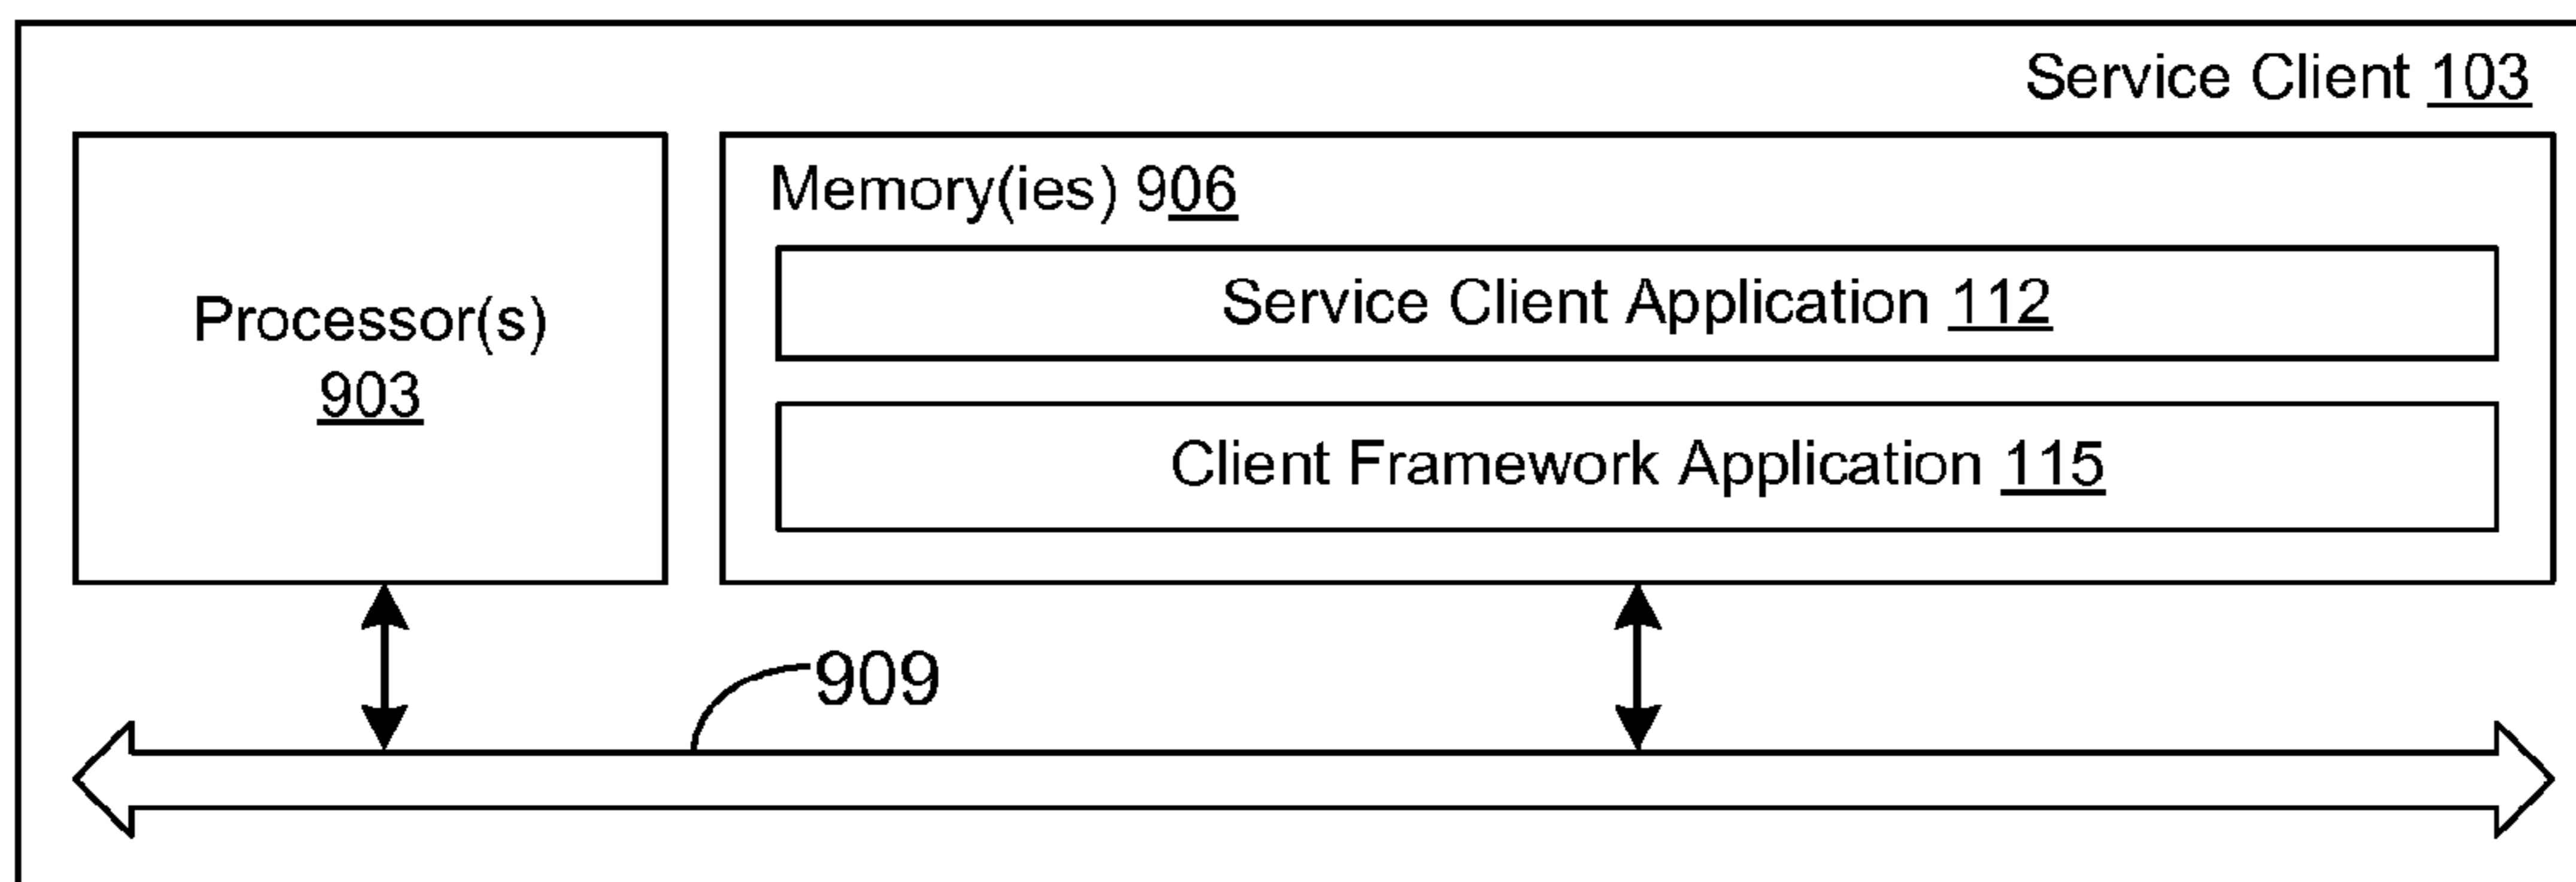 Service Client 103
Processor(s)
903
Memory(ies) 906
Service Client Application 112
Client Framework Application 115
909